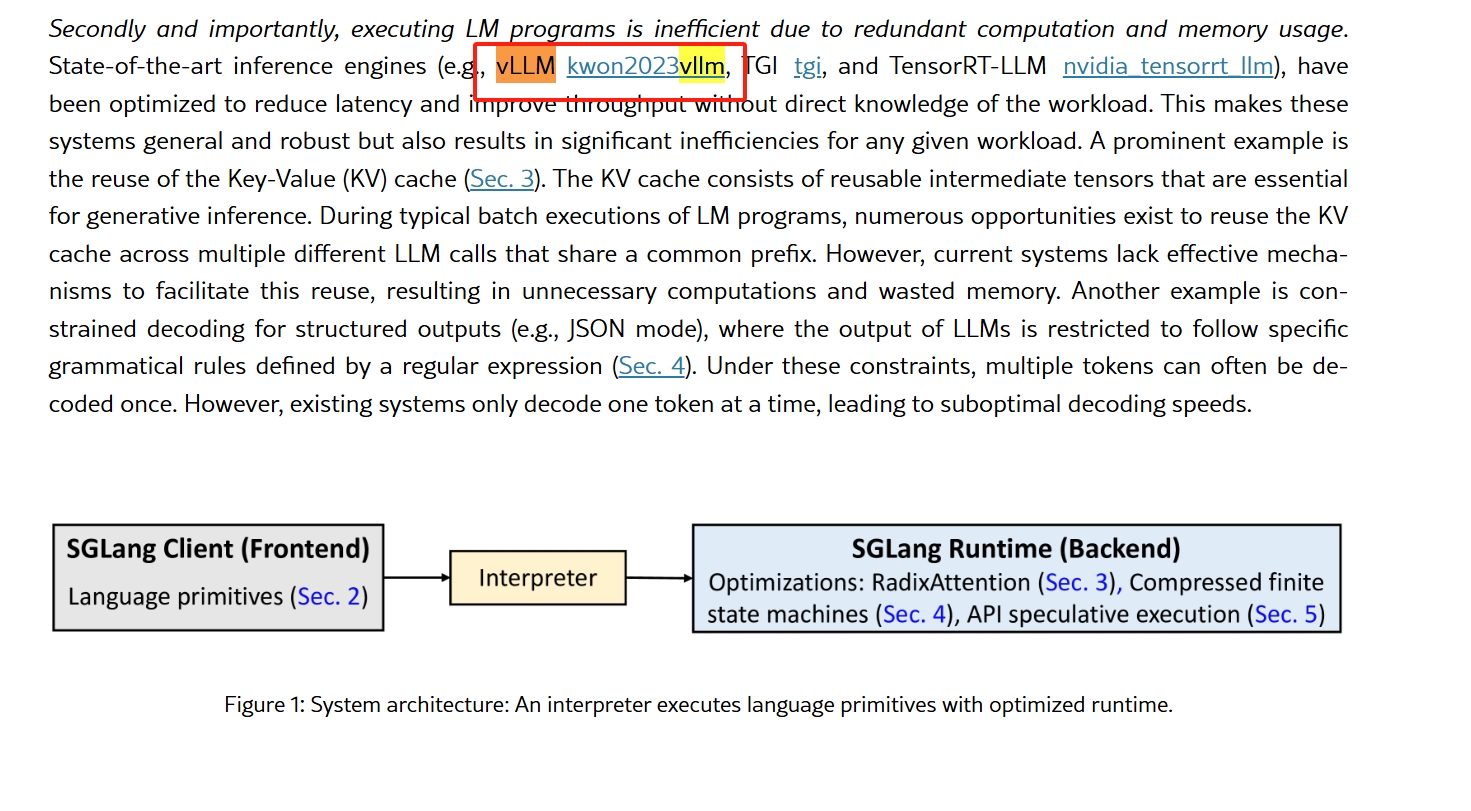 Secondly and importantly, executing LM programs is inefficient due to redundant computation and memory usage.
State-of-the-art inference engines (e.g., vLLM kwon2023vllm, TGI tgi, and TensorRT-LLM nvidia_tensorrt_llm), have
been optimized to reduce latency and improve throughput without direct knowledge of the workload. This makes these
systems general and robust but also results in significant inefficiencies for any given workload. A prominent example is
the reuse of the Key-Value (KV) cache (Sec. 3). The KV cache consists of reusable intermediate tensors that are essential
for generative inference. During typical batch executions of LM programs, numerous opportunities exist to reuse the KV
cache across multiple different LLM calls that share a common prefix. However, current systems lack effective mecha-
nisms to facilitate this reuse, resulting in unnecessary computations and wasted memory. Another example is con-
strained decoding for structured outputs (e.g., JSON mode), where the output of LLMs is restricted to follow specific
grammatical rules defined by a regular expression (Sec. 4). Under these constraints, multiple tokens can often be de-
coded once. However, existing systems only decode one token at a time, leading to suboptimal decoding speeds.
SGLang Client (Frontend)
Language primitives (Sec. 2)
Interpreter
SGLang Runtime (Backend)
Optimizations: RadixAttention (Sec. 3), Compressed finite
state machines (Sec. 4), API speculative execution (Sec. 5)
Figure 1: System architecture: An interpreter executes language primitives with optimized runtime.